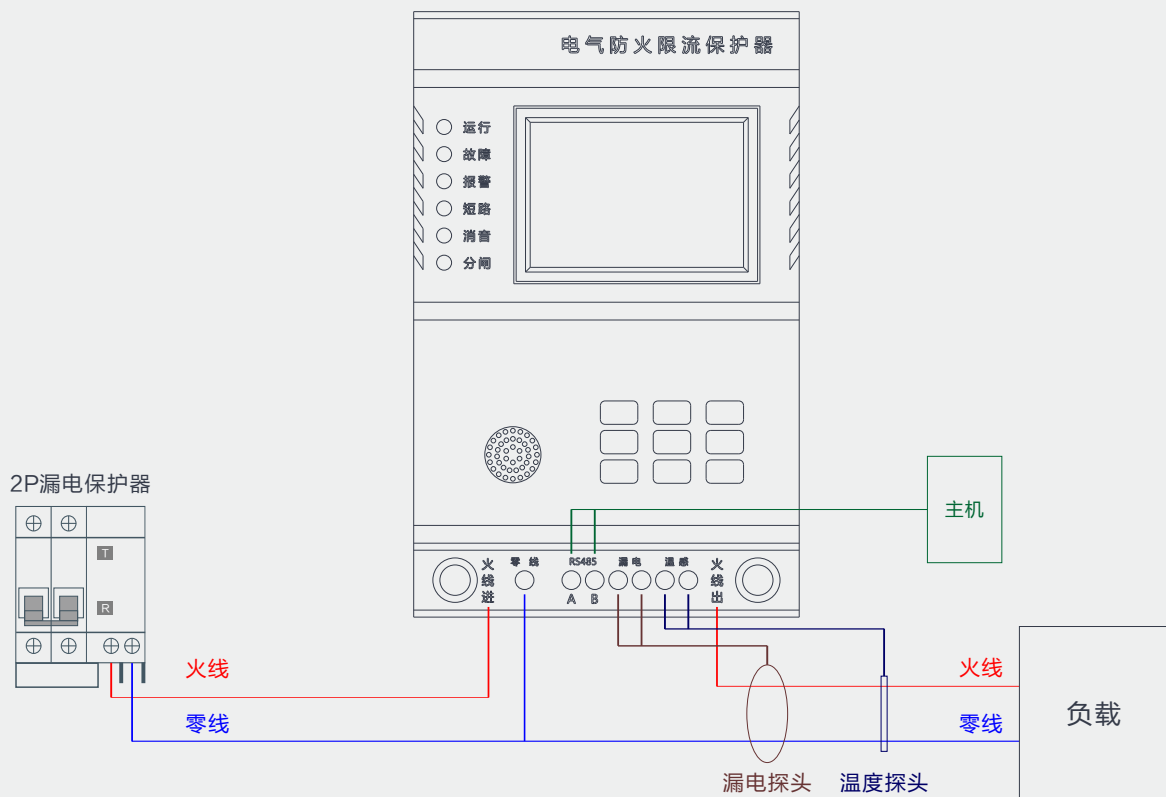 电气防火限流保护器
运行
故障
报警
短路
消音
分闸
2P漏电保护器
T
R
主机
火线进
零线
RS485
漏电
温感
火线出
A B
火线
火线
零线
零线
负载
漏电探头
温度探头